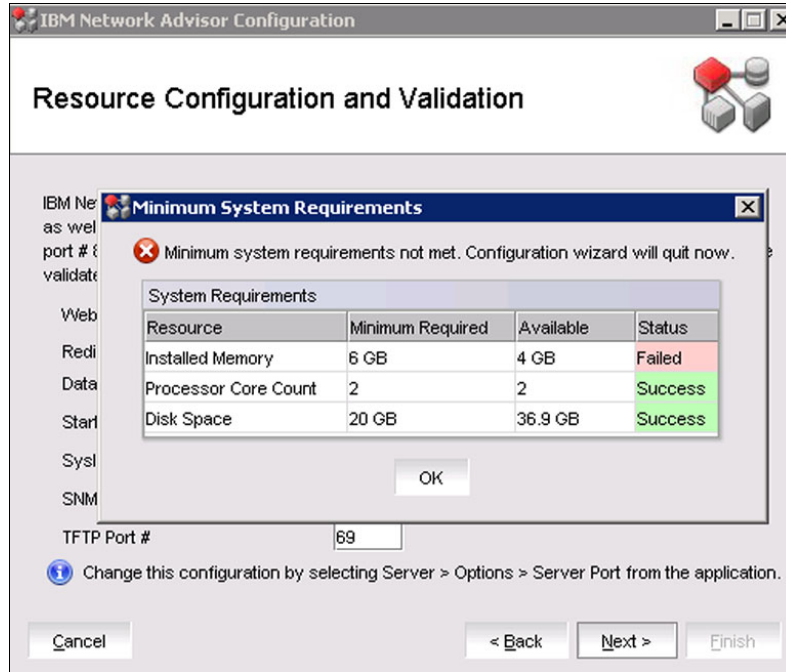 IBM Network Advisor Configuration
Resource Configuration and Validation
IBM Ne
as wel
port # 8
validate
Minimum System Requirements
Minimum system requirements not met. Configuration wizard will quit now.
System Requirements
Resource Minimum Required Available Status
Installed Memory 6 GB 4 GB Failed
Processor Core Count 2 2 Success
Disk Space 20 GB 36.9 GB Success
OK
Web
Redi
Data
Start
Sysl
SNM
TFTP Port # 69
Change this configuration by selecting Server > Options > Server Port from the application.
Cancel < Back Next > Finish